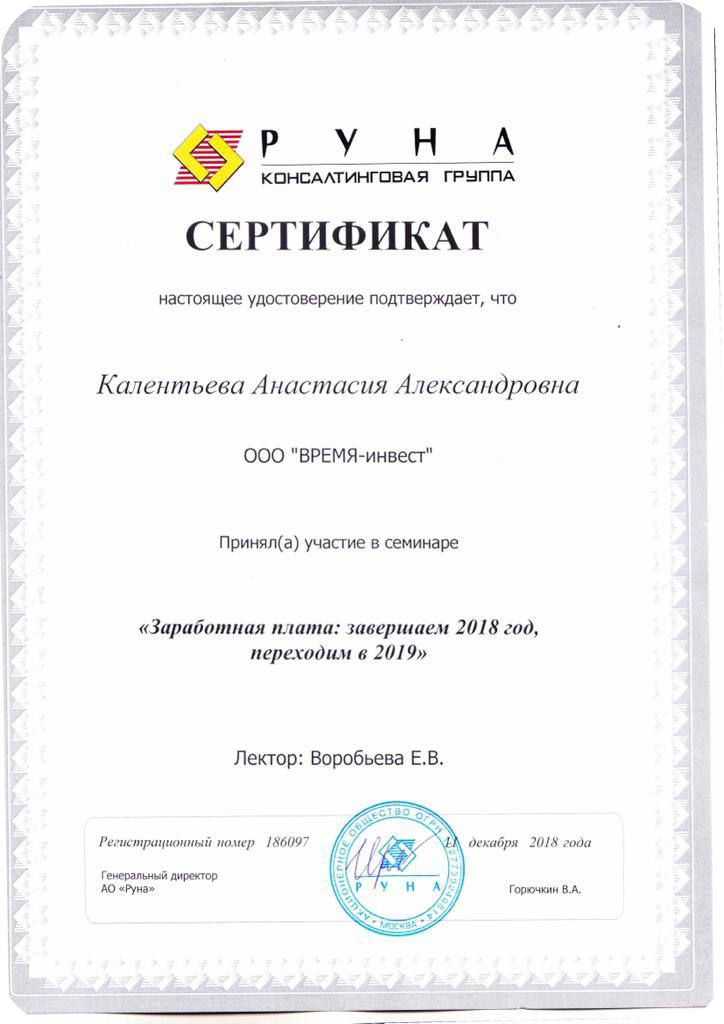 РУНА
КОНСАЛТИНГОВАЯ ГРУППА
СЕРТИФИКАТ
настоящее удостоверение подтверждает, что
Калентьева Анастасия Александровна
ООО "ВРЕМЯ-инвест"
Принял(а) участие в семинаре
«Заработная плата: завершаем 2018 год,
переходим в 2019»
Лектор: Воробьева Е.В.
Регистрационный номер 186097
11 декабря 2018 года
Генеральный директор
АО «Руна»
Горючкин В.А.
АКЦИОНЕРНОЕ ОБЩЕСТВО ОГРН
РУНА
МОСКВА